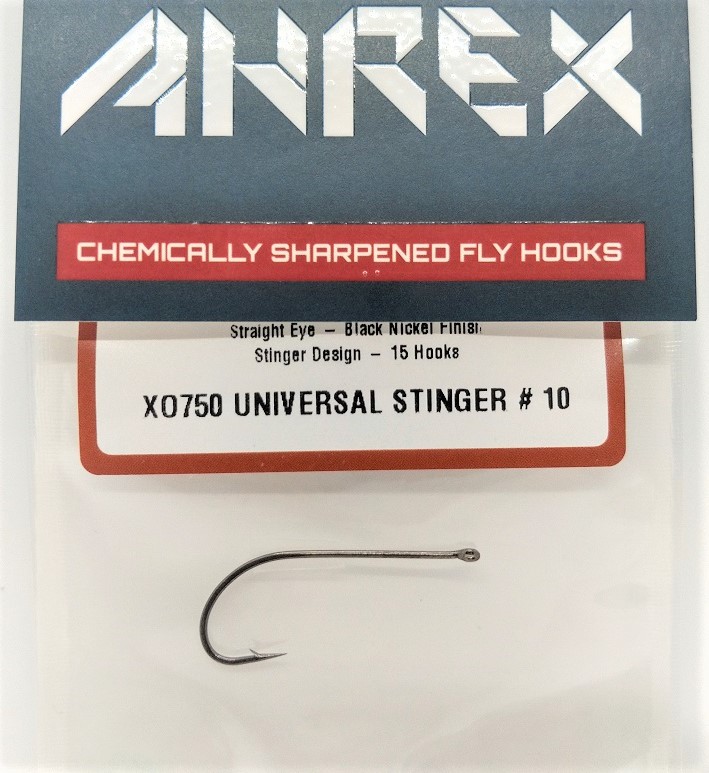 AHREX
CHEMICALLY SHARPENED FLY HOOKS
Straight Eye – Black Nickel Finish
Stinger Design – 15 Hooks
XO750 UNIVERSAL STINGER # 10